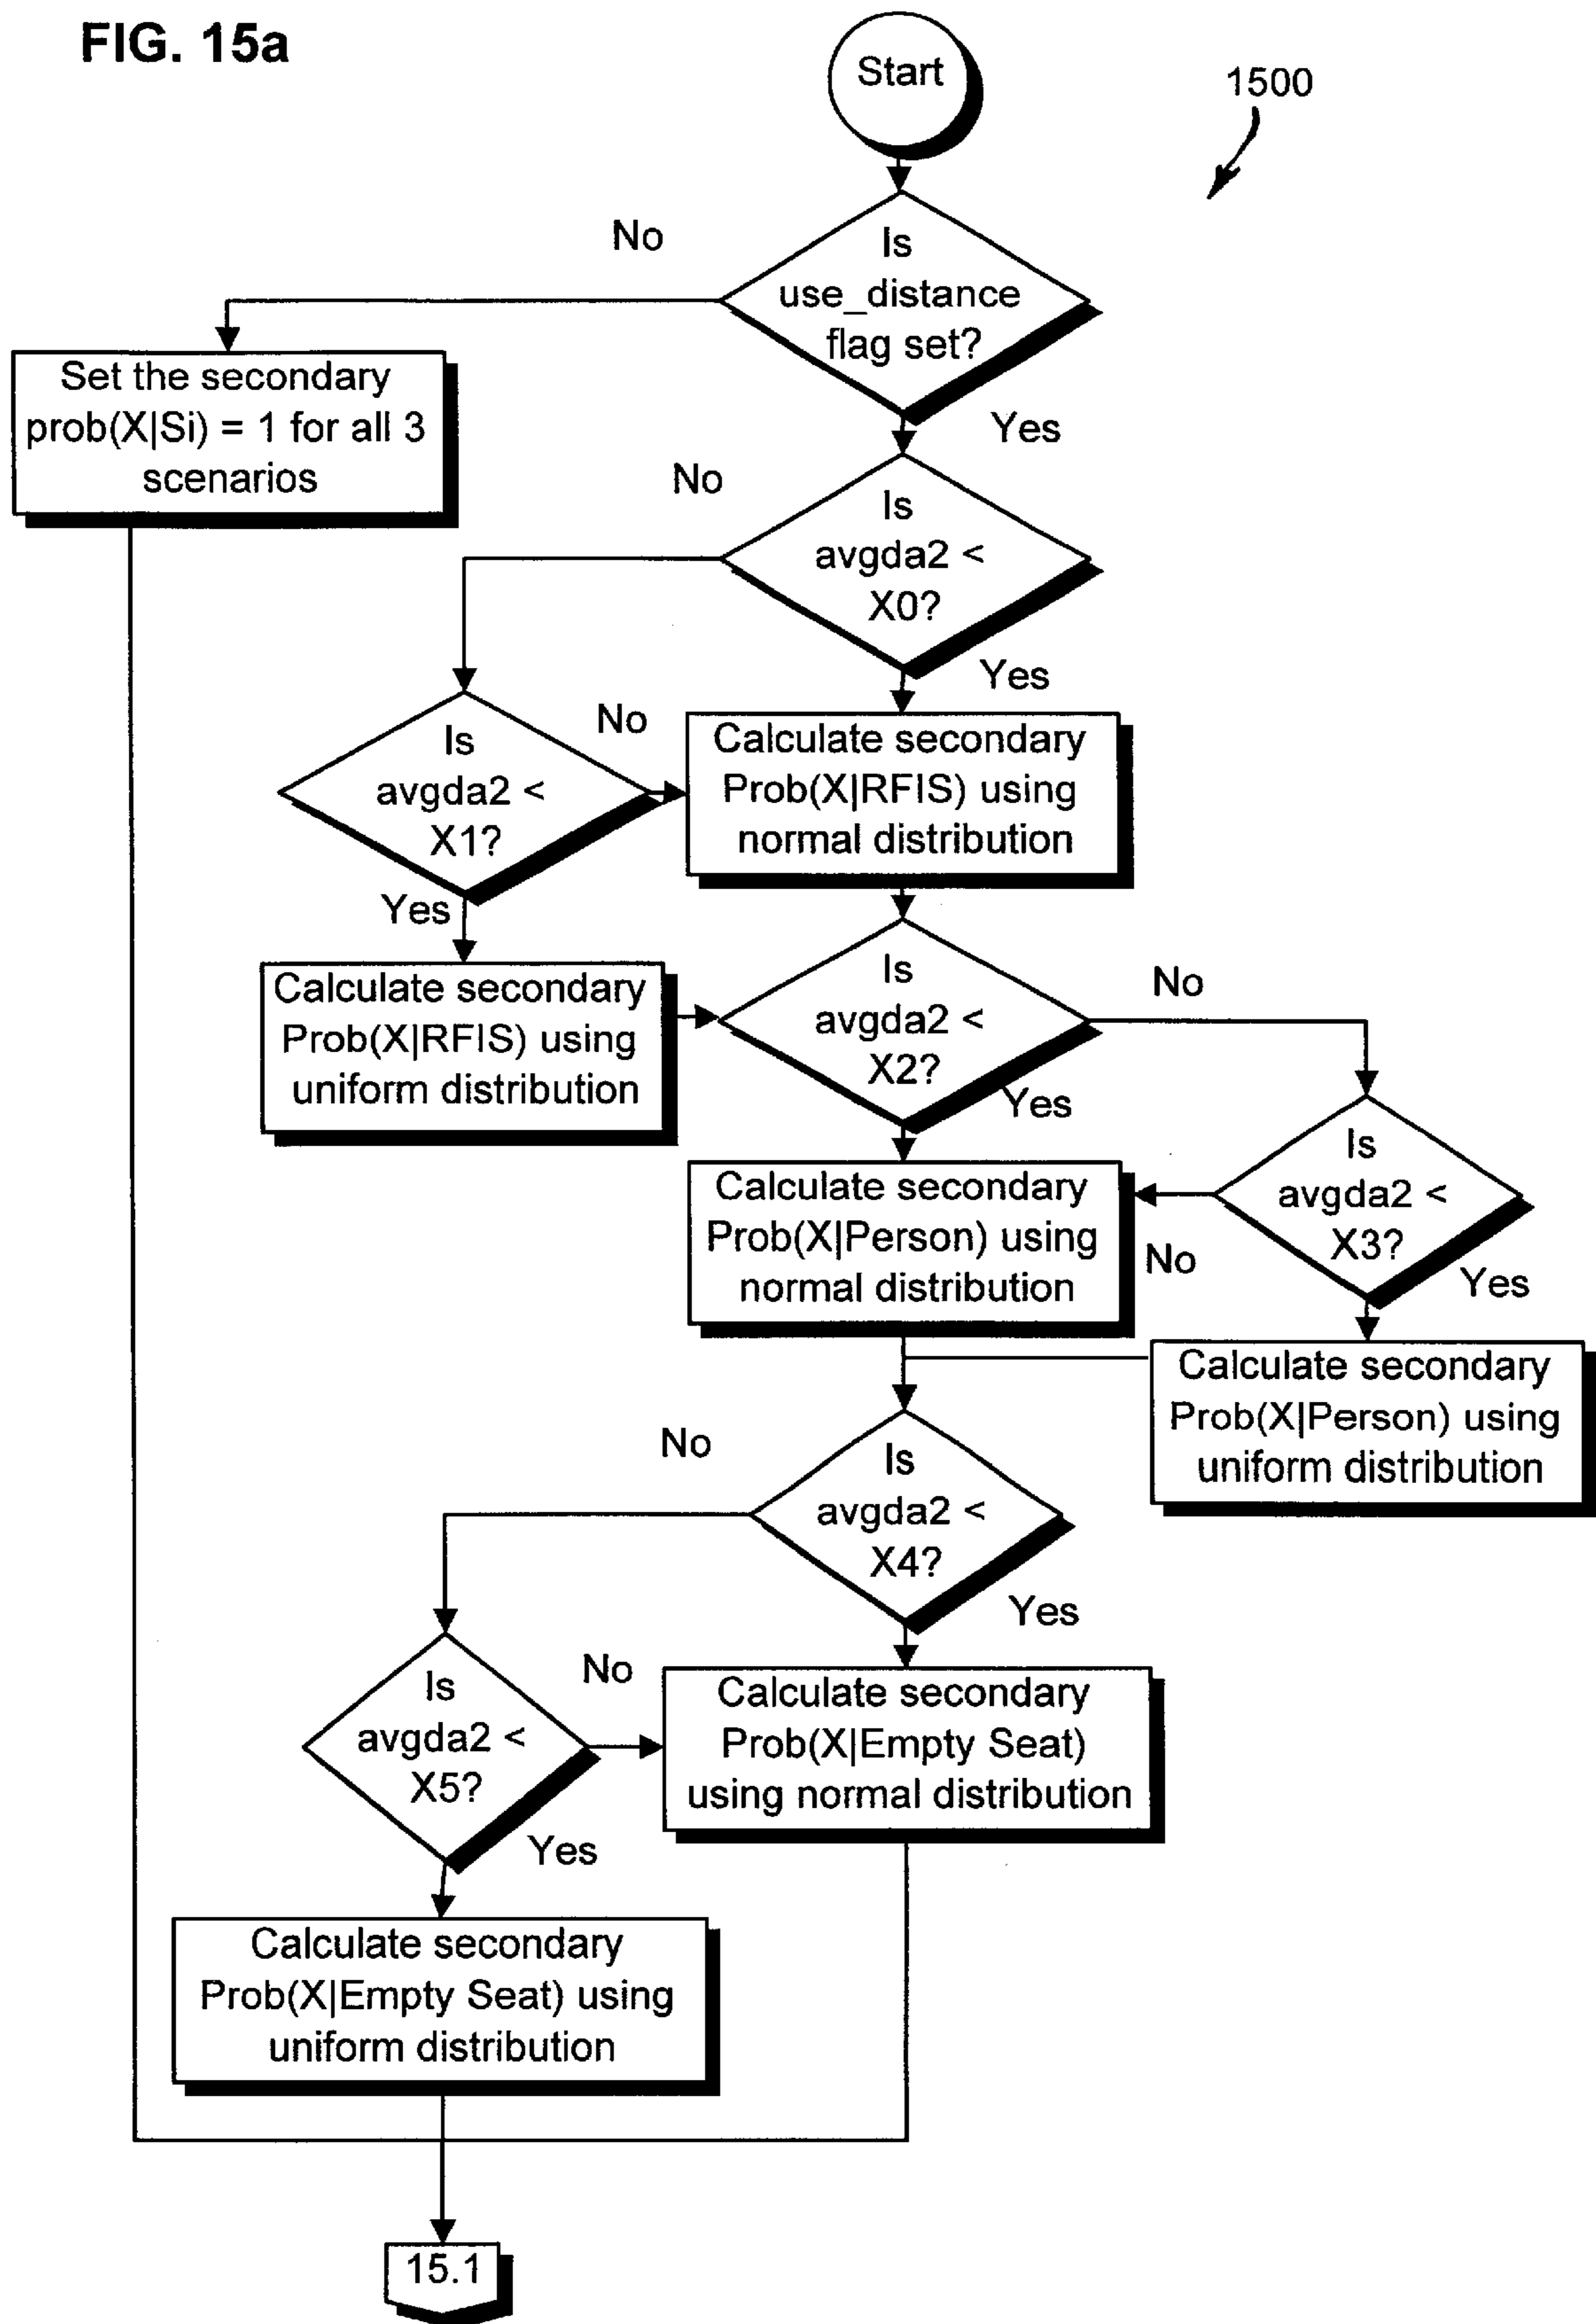 FIG. 15a
Start
1500
Is
use_distance
flag set?
No
Yes
Set the secondary
prob(X|Si) = 1 for all 3
scenarios
Is
avgda2 <
X0?
No
Yes
Is
avgda2 <
X1?
No
Yes
Calculate secondary
Prob(X|RFIS) using
normal distribution
Calculate secondary
Prob(X|RFIS) using
uniform distribution
Is
avgda2 <
X2?
No
Yes
Is
avgda2 <
X3?
No
Yes
Calculate secondary
Prob(X|Person) using
normal distribution
Calculate secondary
Prob(X|Person) using
uniform distribution
Is
avgda2 <
X4?
No
Yes
Is
avgda2 <
X5?
No
Yes
Calculate secondary
Prob(X|Empty Seat)
using normal distribution
Calculate secondary
Prob(X|Empty Seat) using
uniform distribution
15.1